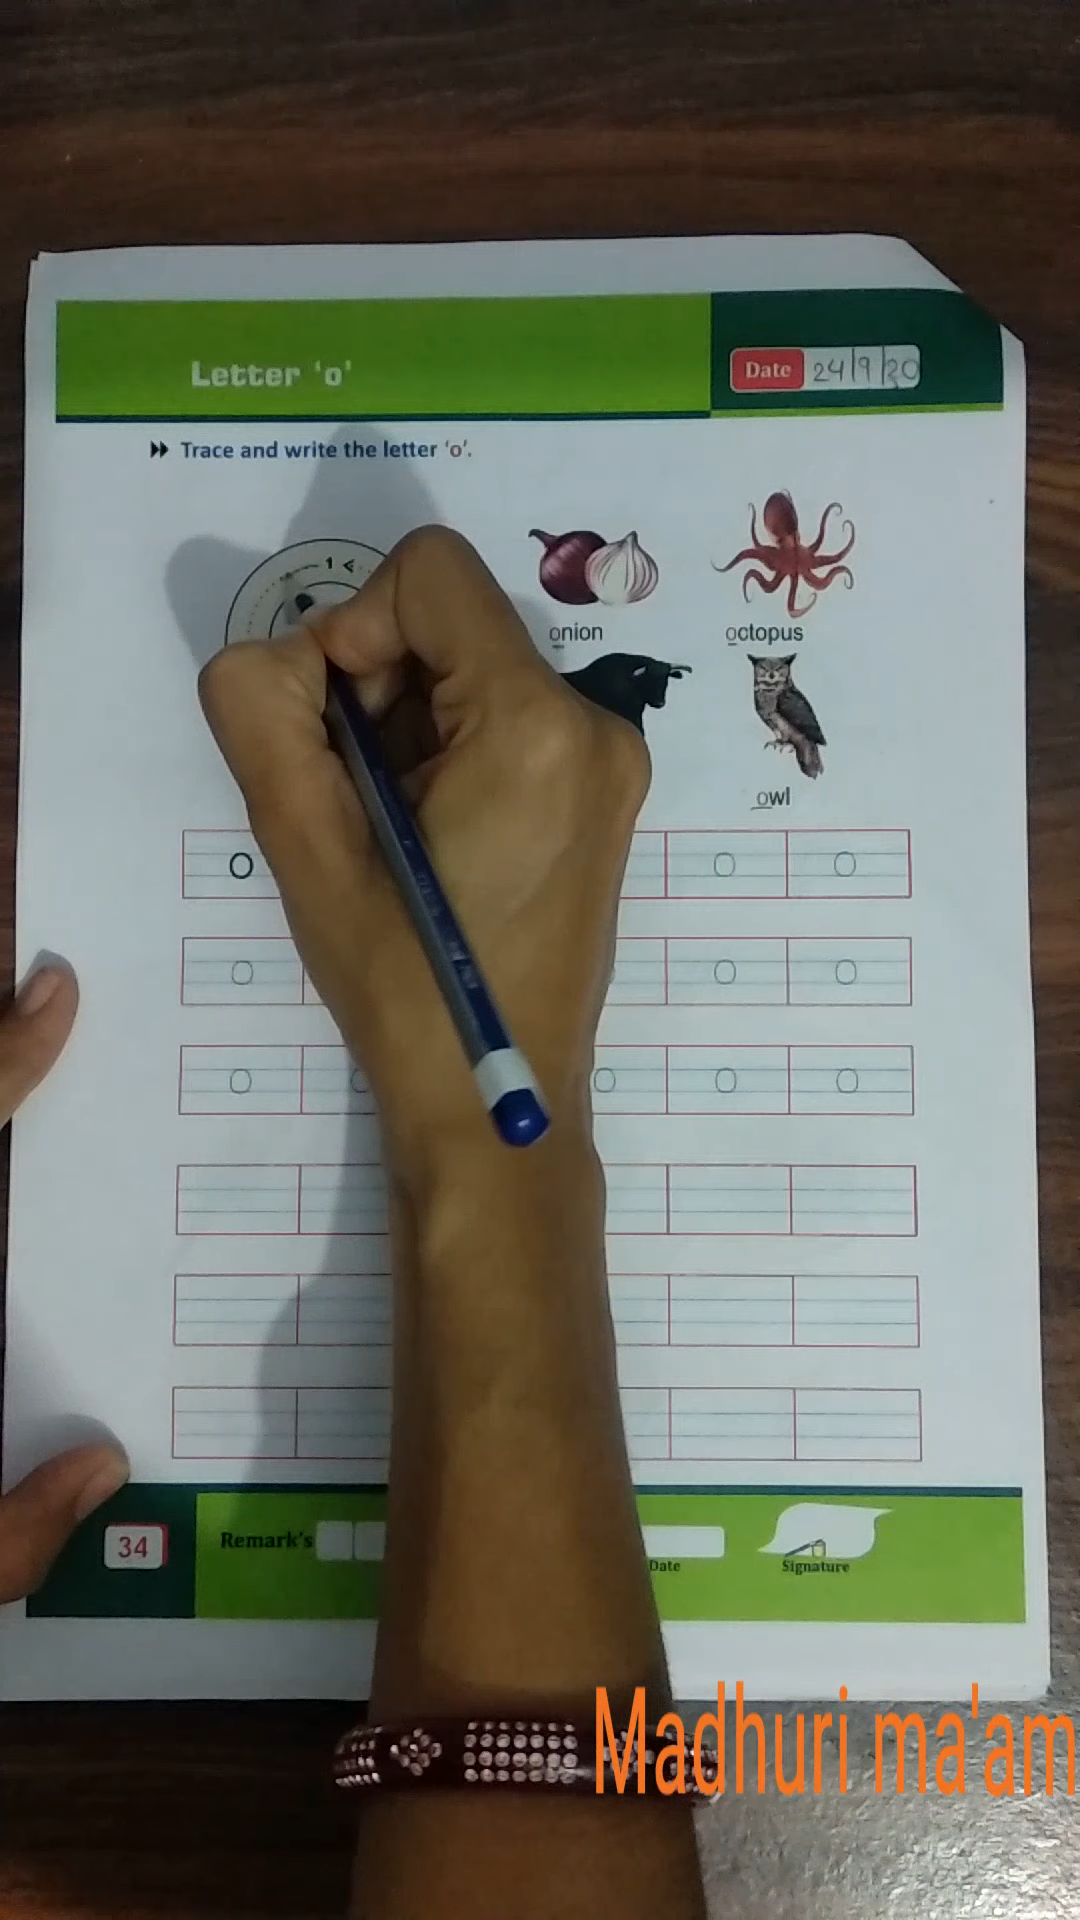 Letter 'o'
Date 24/9/20
Trace and write the letter 'o'.
1
onion
octopus
owl
o o o
o o o
o o o o o
34
Remark's
Date
Signature
Madhuri ma'am